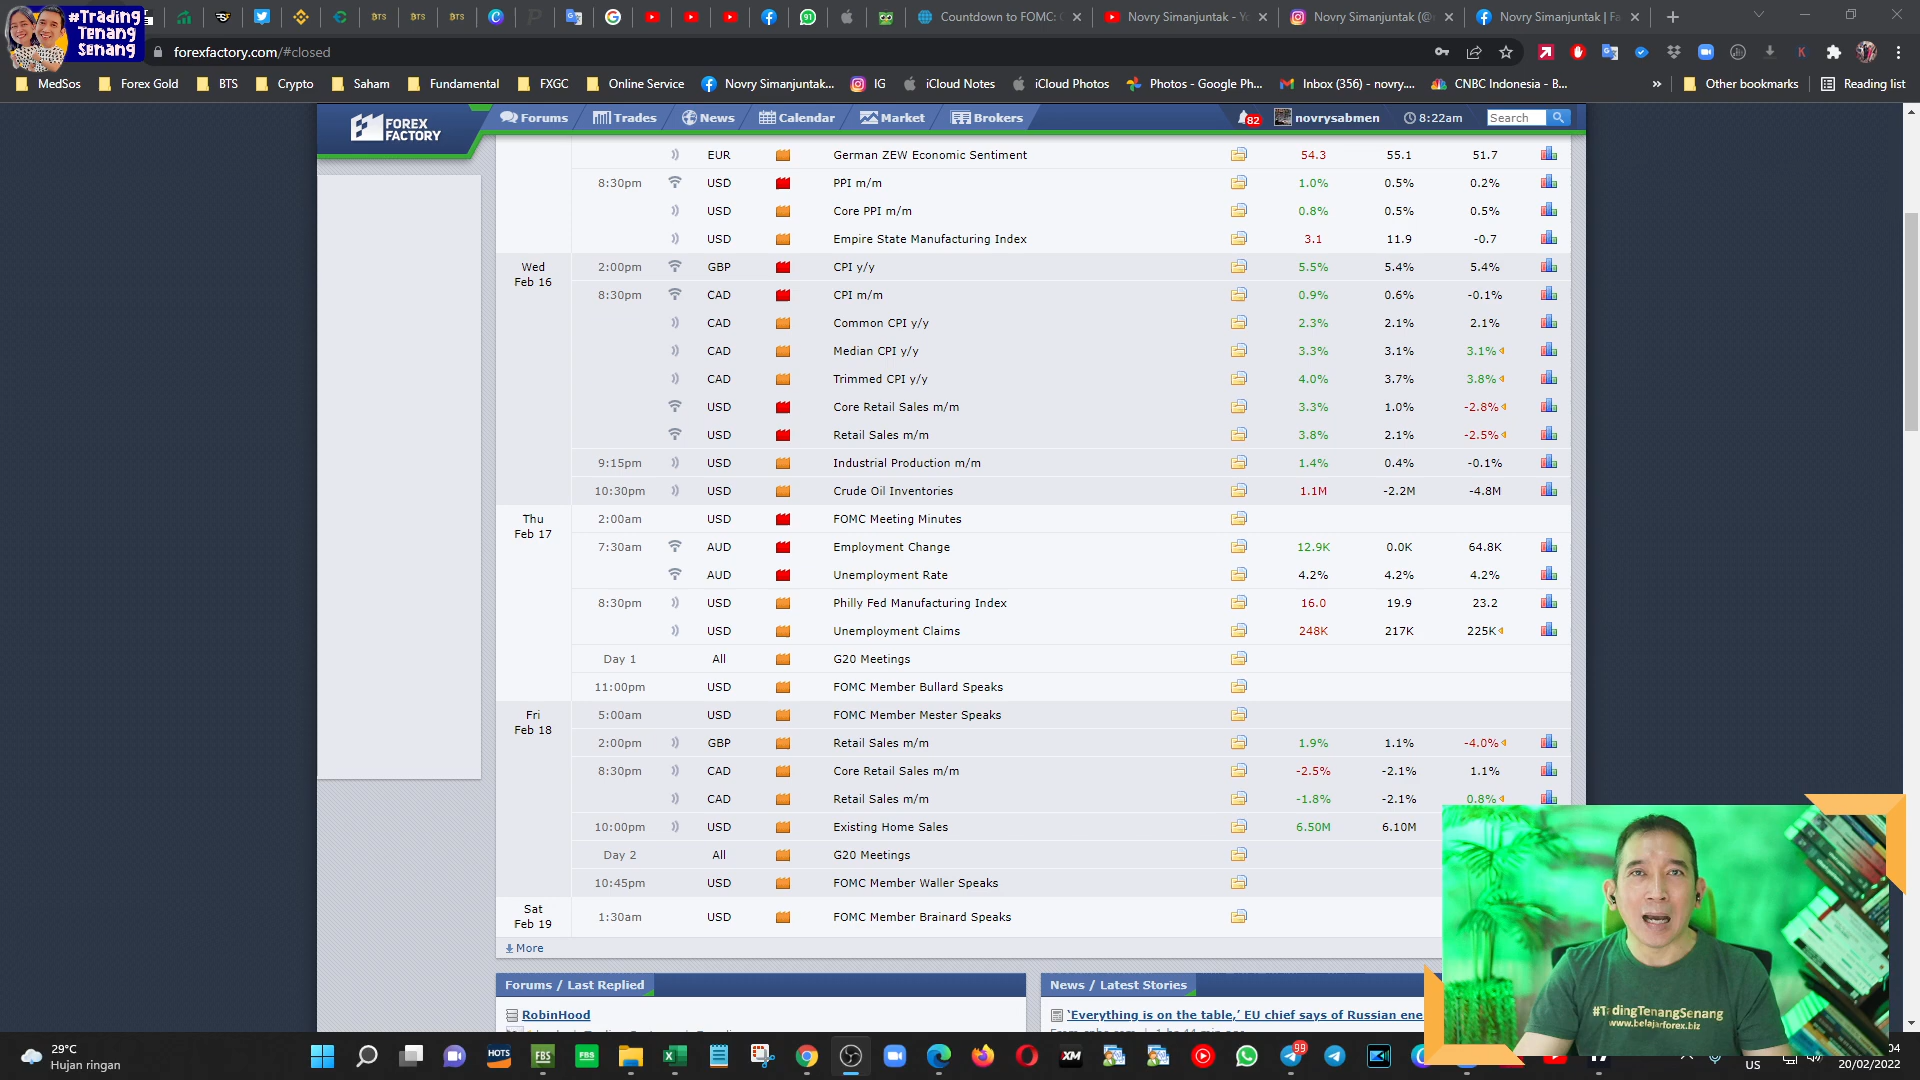 #Trading
Tenang
Senang
Countdown to FOMC:
Novry Simanjuntak - Yo
Novry Simanjuntak (@
Novry Simanjuntak | Fa
forexfactory.com/#closed
MedSos
Forex Gold
BTS
Crypto
Saham
Fundamental
FXGC
Online Service
Novry Simanjuntak...
IG
iCloud Notes
iCloud Photos
Photos - Google Ph...
Inbox (356) - novry....
CNBC Indonesia - B...
Other bookmarks
Reading list
FOREX FACTORY
Forums
Trades
News
Calendar
Market
Brokers
82
novrysabmen
8:22am
Search
EUR German ZEW Economic Sentiment 54.3 55.1 51.7
8:30pm USD PPI m/m 1.0% 0.5% 0.2%
USD Core PPI m/m 0.8% 0.5% 0.5%
USD Empire State Manufacturing Index 3.1 11.9 -0.7
Wed Feb 16 2:00pm GBP CPI y/y 5.5% 5.4% 5.4%
8:30pm CAD CPI m/m 0.9% 0.6% -0.1%
CAD Common CPI y/y 2.3% 2.1% 2.1%
CAD Median CPI y/y 3.3% 3.1% 3.1%
CAD Trimmed CPI y/y 4.0% 3.7% 3.8%
USD Core Retail Sales m/m 3.3% 1.0% -2.8%
USD Retail Sales m/m 3.8% 2.1% -2.5%
9:15pm USD Industrial Production m/m 1.4% 0.4% -0.1%
10:30pm USD Crude Oil Inventories 1.1M -2.2M -4.8M
Thu Feb 17 2:00am USD FOMC Meeting Minutes
7:30am AUD Employment Change 12.9K 0.0K 64.8K
AUD Unemployment Rate 4.2% 4.2% 4.2%
8:30pm USD Philly Fed Manufacturing Index 16.0 19.9 23.2
USD Unemployment Claims 248K 217K 225K
Day 1 All G20 Meetings
11:00pm USD FOMC Member Bullard Speaks
Fri Feb 18 5:00am USD FOMC Member Mester Speaks
2:00pm GBP Retail Sales m/m 1.9% 1.1% -4.0%
8:30pm CAD Core Retail Sales m/m -2.5% -2.1% 1.1%
CAD Retail Sales m/m -1.8% -2.1% 0.8%
10:00pm USD Existing Home Sales 6.50M 6.10M
Day 2 All G20 Meetings
10:45pm USD FOMC Member Waller Speaks
Sat Feb 19 1:30am USD FOMC Member Brainard Speaks
More
Forums / Last Replied
News / Latest Stories
RobinHood
'Everything is on the table,' EU chief says of Russian ene
#TradingTenangSenang
www.belajarforex.biz
29°C
Hujan ringan
HOTS
FBS
FBS
XM
99
US
04
20/02/2022